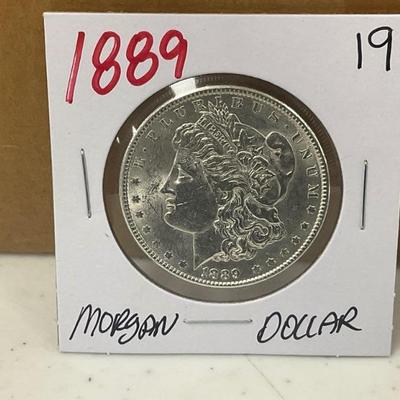 1889 19
E·PLURIBUS·UNUM
LIBERTY
1889
MORGAN DOLLAR